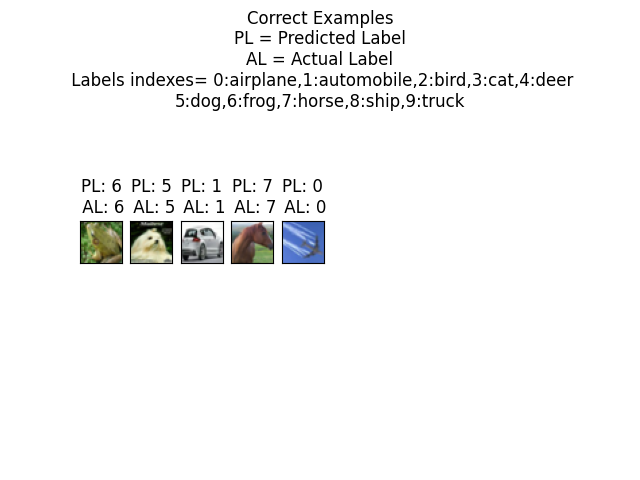 Correct Examples
PL = Predicted Label
AL = Actual Label
Labels indexes= 0:airplane,1:automobile,2:bird,3:cat,4:deer
5:dog,6:frog,7:horse,8:ship,9:truck
PL: 6 PL: 5 PL: 1 PL: 7 PL: 0
AL: 6 AL: 5 AL: 1 AL: 7 AL: 0